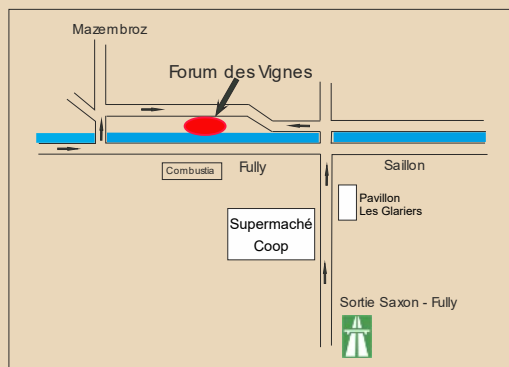 Mazembroz
Forum des Vignes
Combustia
Fully
Saillon
Pavillon
Les Glariers
Supermaché
Coop
Sortie Saxon - Fully